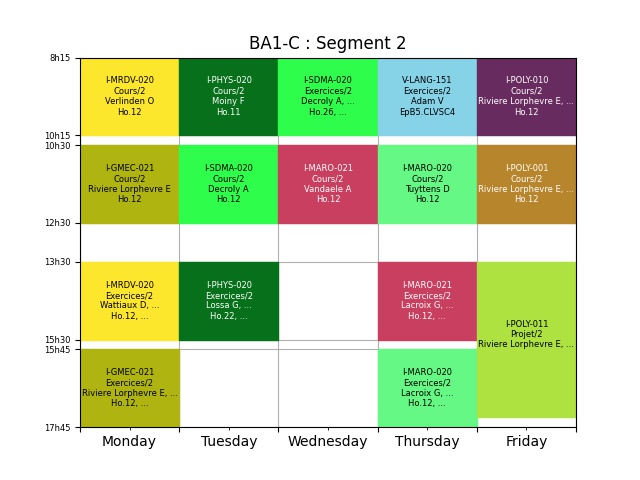 BA1-C : Segment 2
8h15
I-MRDV-020
Cours/2
Verlinden O
Ho.12
I-PHYS-020
Cours/2
Moiny F
Ho.11
I-SDMA-020
Exercices/2
Decroly A, ...
Ho.26, ...
V-LANG-151
Exercices/2
Adam V
EpB5.CLVSC4
I-POLY-010
Cours/2
Riviere Lorphevre E, ...
Ho.12
10h15
10h30
I-GMEC-021
Cours/2
Riviere Lorphevre E
Ho.12
I-SDMA-020
Cours/2
Decroly A
Ho.12
I-MARO-021
Cours/2
Vandaele A
Ho.12
I-MARO-020
Cours/2
Tuyttens D
Ho.12
I-POLY-001
Cours/2
Riviere Lorphevre E, ...
Ho.12
12h30
13h30
I-MRDV-020
Exercices/2
Wattiaux D, ...
Ho.12, ...
I-PHYS-020
Exercices/2
Lossa G, ...
Ho.22, ...
I-MARO-021
Exercices/2
Lacroix G, ...
Ho.12, ...
I-POLY-011
Projet/2
Riviere Lorphevre E, ...
15h30
15h45
I-GMEC-021
Exercices/2
Riviere Lorphevre E, ...
Ho.12, ...
I-MARO-020
Exercices/2
Lacroix G, ...
Ho.12, ...
17h45
Monday
Tuesday
Wednesday
Thursday
Friday